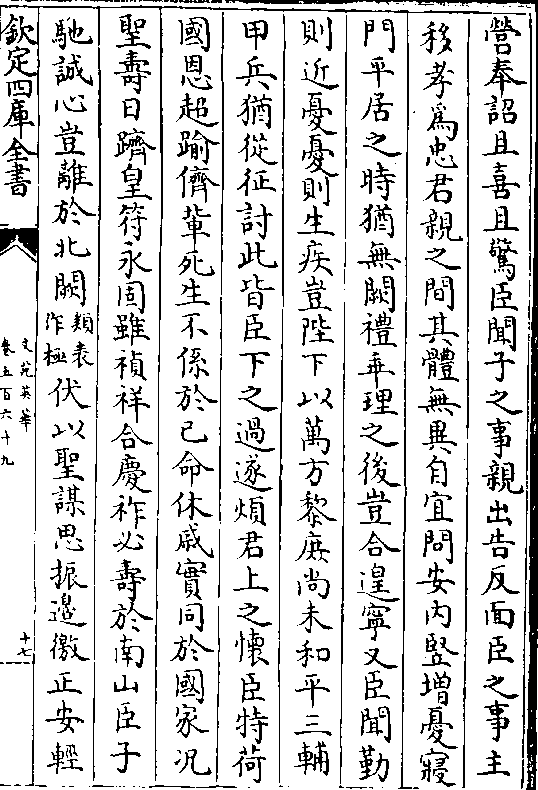 營奉詔且喜且驚臣聞子之事親出告反面臣之事主
移孝爲忠君親之間其體無異自宜問安内竪增憂寢
門平居之時猶無闕禮乖理之後豈合遑寧又臣聞勤
則近憂憂則生疾豈陛下以萬方黎庶尚未和平三輔
甲兵猶從征討此皆臣下之過遂煩君上之懷臣特荷
國恩超踰儕輩死生不係於己命休戚實同於國家况
聖壽日躋皇符永固雖禎祥合慶祚必壽於南山臣子
馳誠心豈離於北闕類表作極伏以聖謀思振邉徼正安輕
欽定四庫全書
文苑英華
卷五百六十九
十七